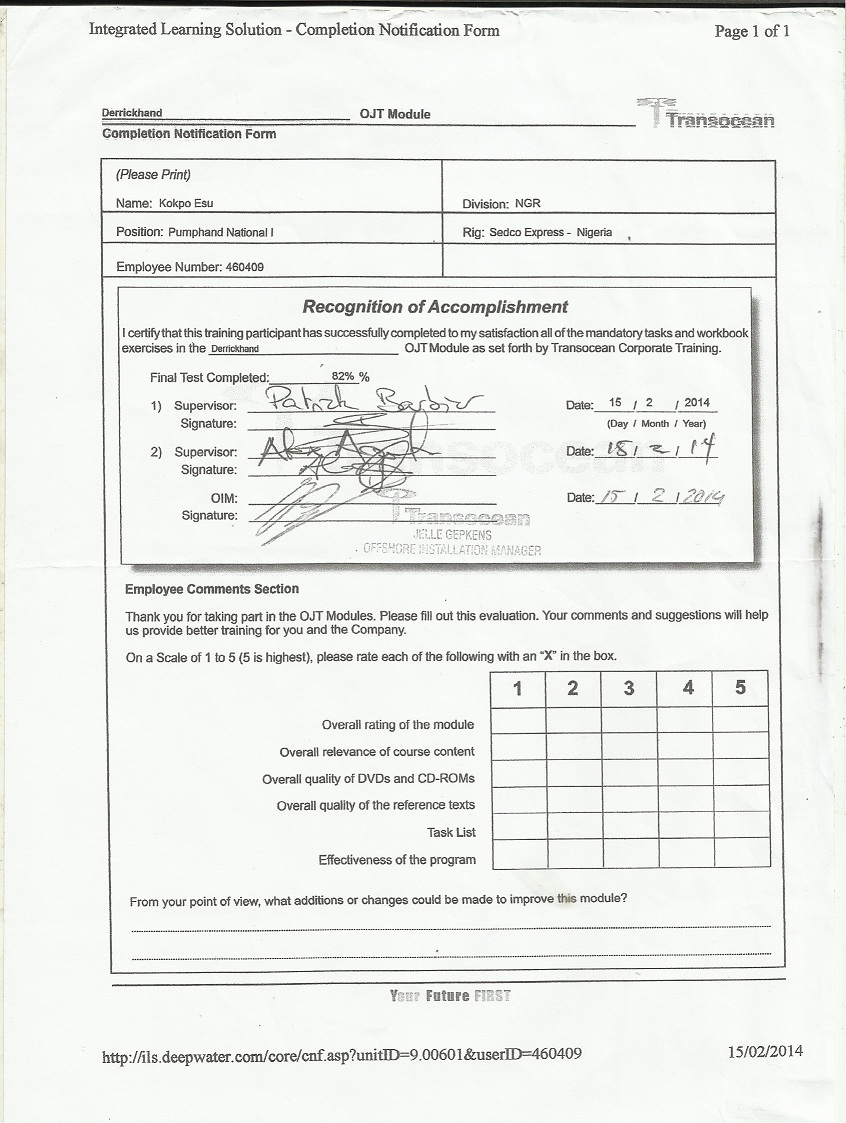 Integrated Learning Solution - Completion Notification Form Page 1 of 1
Derrickhand OJT Module
Transocean
Completion Notification Form
(Please Print)
Name: Kokpo Esu Division: NGR
Position: Pumphand National I Rig: Sedco Express - Nigeria
Employee Number: 460409
Recognition of Accomplishment
I certify that this training participant has successfully completed to my satisfaction all of the mandatory tasks and workbook
exercises in the Derrickhand OJT Module as set forth by Transocean Corporate Training.
Final Test Completed: 82% %
1) Supervisor: Patrick Barbier Date: 15 / 2 / 2014
Signature: (Day / Month / Year)
2) Supervisor: Date: 15 / 2 / 14
Signature:
OIM: Date: 15 / 2 / 2014
Signature: Transocean
JELLE GEPKENS
OFFSHORE INSTALLATION MANAGER
Employee Comments Section
Thank you for taking part in the OJT Modules. Please fill out this evaluation. Your comments and suggestions will help
us provide better training for you and the Company.
On a Scale of 1 to 5 (5 is highest), please rate each of the following with an "X" in the box.
1 2 3 4 5
Overall rating of the module
Overall relevance of course content
Overall quality of DVDs and CD-ROMs
Overall quality of the reference texts
Task List
Effectiveness of the program
From your point of view, what additions or changes could be made to improve this module?
Your Future FIRST
http://ils.deepwater.com/core/cnf.asp?unitID=9.00601&userID=460409 15/02/2014